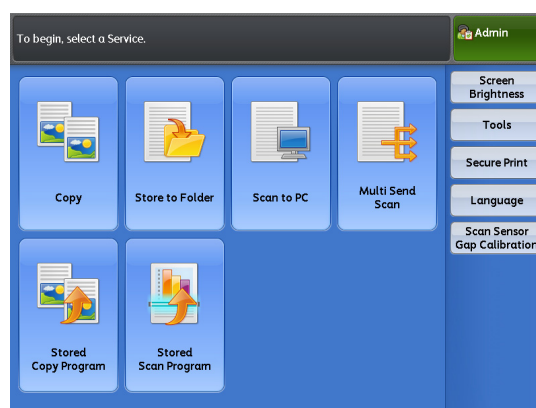 To begin, select a Service.
Admin
Copy
Store to Folder
Scan to PC
Multi Send
Scan
Stored
Copy Program
Stored
Scan Program
Screen
Brightness
Tools
Secure Print
Language
Scan Sensor
Gap Calibration